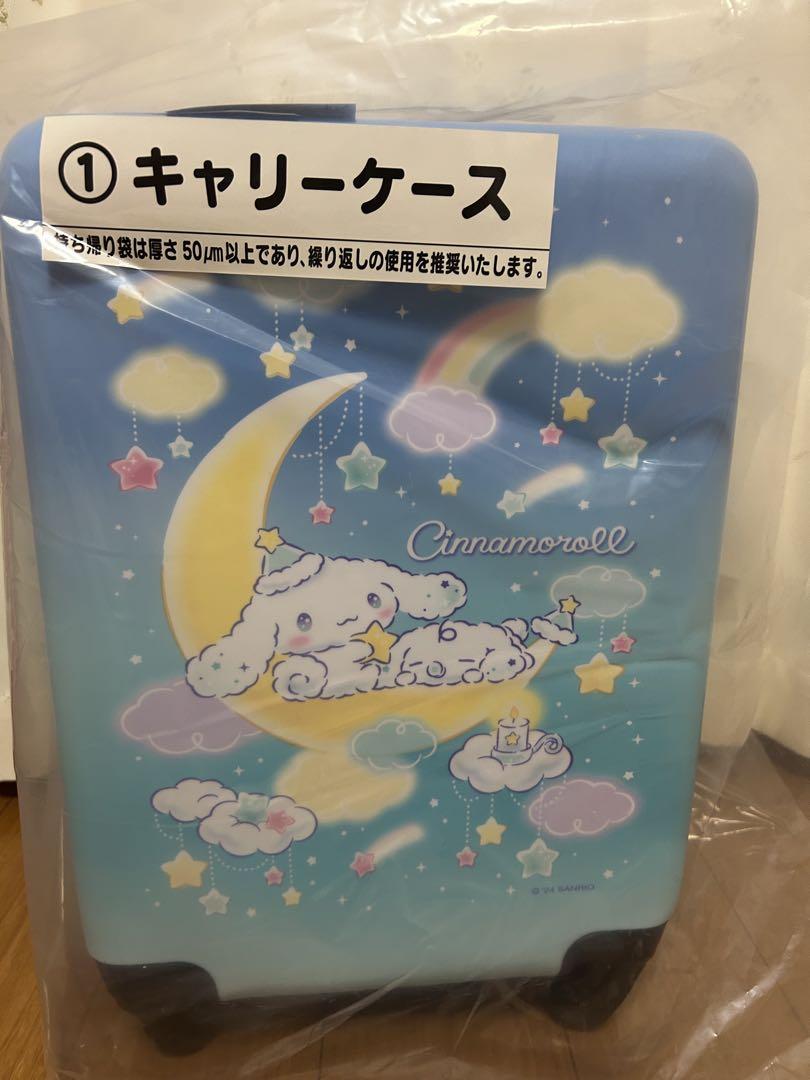 ①キャリーケース
持ち帰り袋は厚さ50μm以上であり、繰り返しの使用を推奨いたします。
Cinnamoroll
© '24 SANRIO